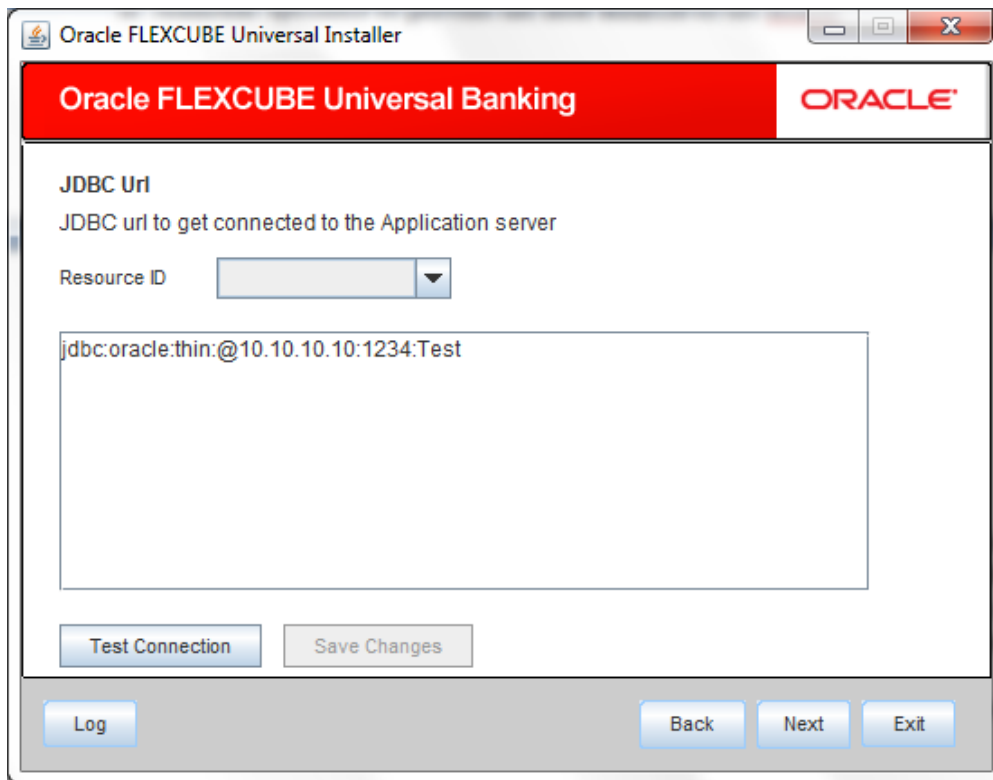 Oracle FLEXCUBE Universal Installer
Oracle FLEXCUBE Universal Banking
ORACLE
JDBC Url
JDBC url to get connected to the Application server
Resource ID
jdbc:oracle:thin:@10.10.10.10:1234:Test
Test Connection
Save Changes
Log
Back
Next
Exit